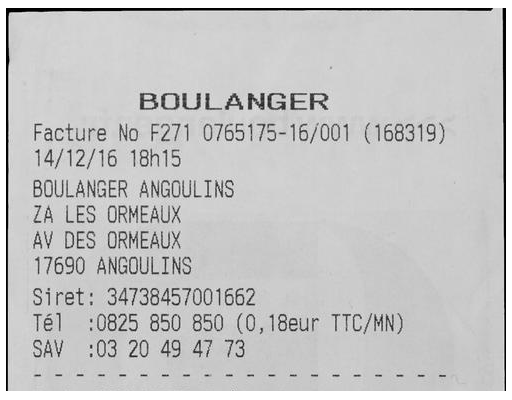 BOULANGER
Facture No F271 0765175-16/001 (168319)
14/12/16 18h15
BOULANGER ANGOULINS
ZA LES ORMEAUX
AV DES ORMEAUX
17690 ANGOULINS
Siret: 34738457001662
Tél :0825 850 850 (0,18eur TTC/MN)
SAV :03 20 49 47 73
- - - - - - - - - - - - - - - - - - - -